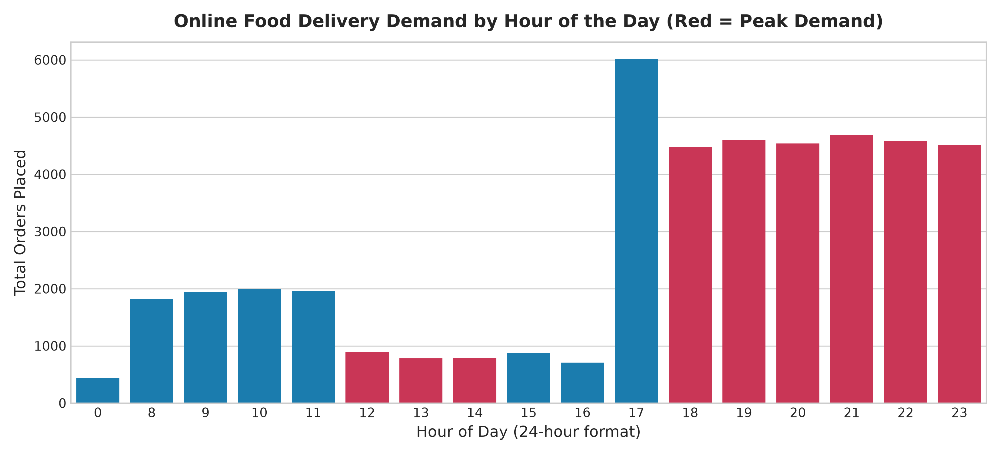 Online Food Delivery Demand by Hour of the Day (Red = Peak Demand)
Total Orders Placed
6000
5000
4000
3000
2000
1000
0
0 8 9 10 11 12 13 14 15 16 17 18 19 20 21 22 23
Hour of Day (24-hour format)